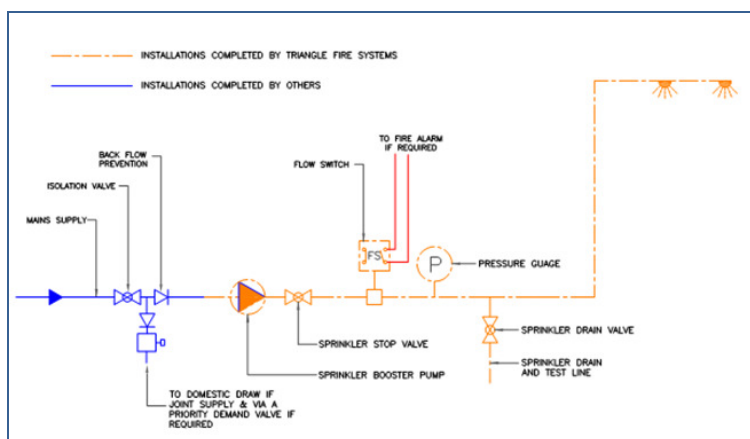 INSTALLATIONS COMPLETED BY TRIANGLE FIRE SYSTEMS
INSTALLATIONS COMPLETED BY OTHERS
TO FIRE ALARM
IF REQUIRED
BACK FLOW
PREVENTION
FLOW SWITCH
ISOLATION VALVE
MAINS SUPPLY
FS
P
PRESSURE GUAGE
SPRINKLER STOP VALVE
SPRINKLER DRAIN VALVE
SPRINKLER BOOSTER PUMP
SPRINKLER DRAIN
AND TEST LINE
TO DOMESTIC DRAW IF
JOINT SUPPLY & VIA A
PRIORITY DEMAND VALVE IF
REQUIRED